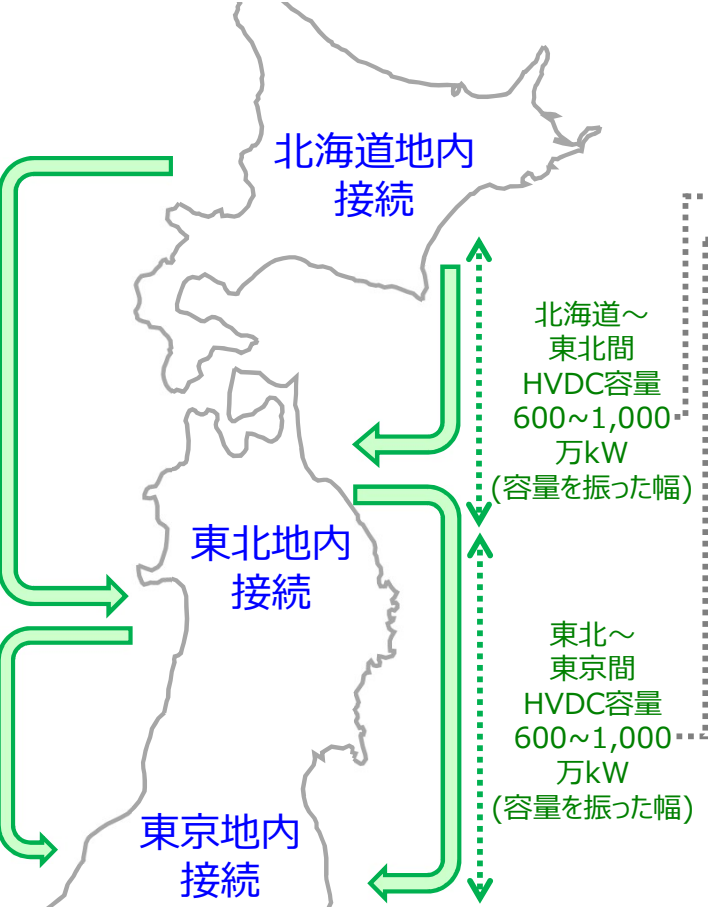 北海道地内
接続
北海道～
東北間
HVDC容量
600~1,000
万kW
(容量を振った幅)
東北地内
接続
東北～
東京間
HVDC容量
600~1,000
万kW
(容量を振った幅)
東京地内
接続